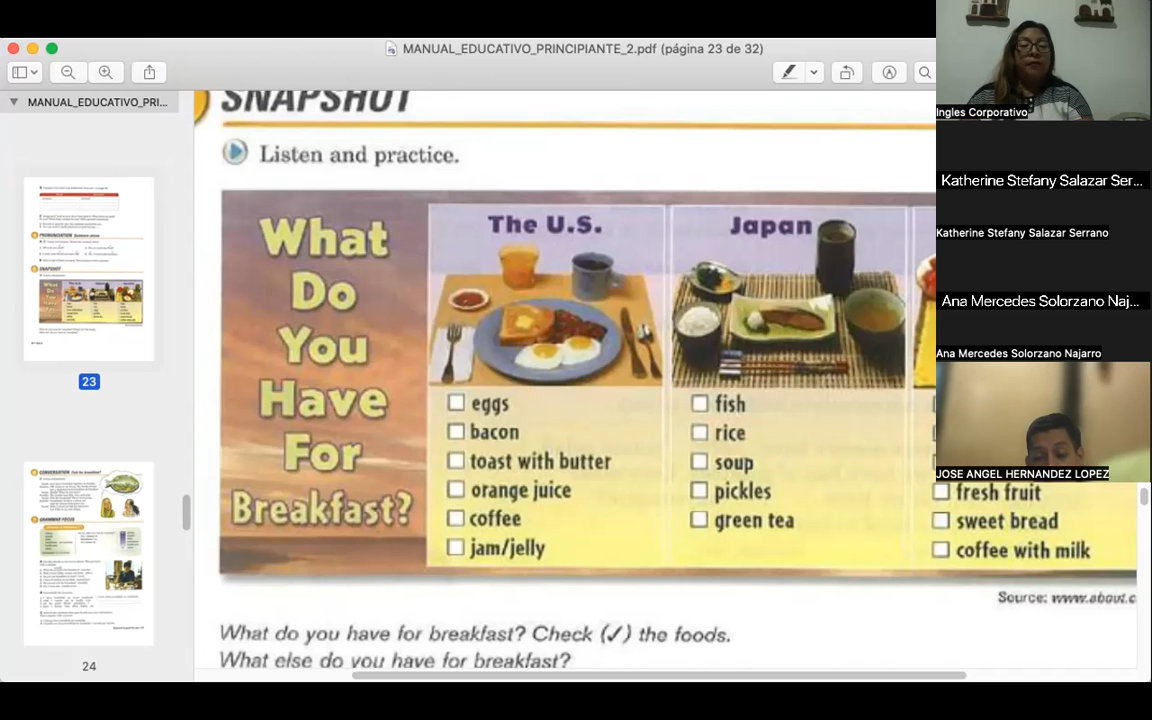 MANUAL_EDUCATIVO_PRINCIPIANTE_2.pdf (página 23 de 32)
MANUAL_EDUCATIVO_PRI...
23
24
SNAPSHOT
Listen and practice.
What
Do
You
Have
For
Breakfast?
The U.S.
eggs
bacon
toast with butter
orange juice
coffee
jam/jelly
Japan
fish
rice
soup
pickles
green tea
fresh fruit
sweet bread
coffee with milk
Source: www.about.c
What do you have for breakfast? Check (✓) the foods.
What else do you have for breakfast?
Ingles Corporativo
Katherine Stefany Salazar Ser...
Katherine Stefany Salazar Serrano
Ana Mercedes Solorzano Naj...
Ana Mercedes Solorzano Najarro
JOSE ANGEL HERNANDEZ LOPEZ